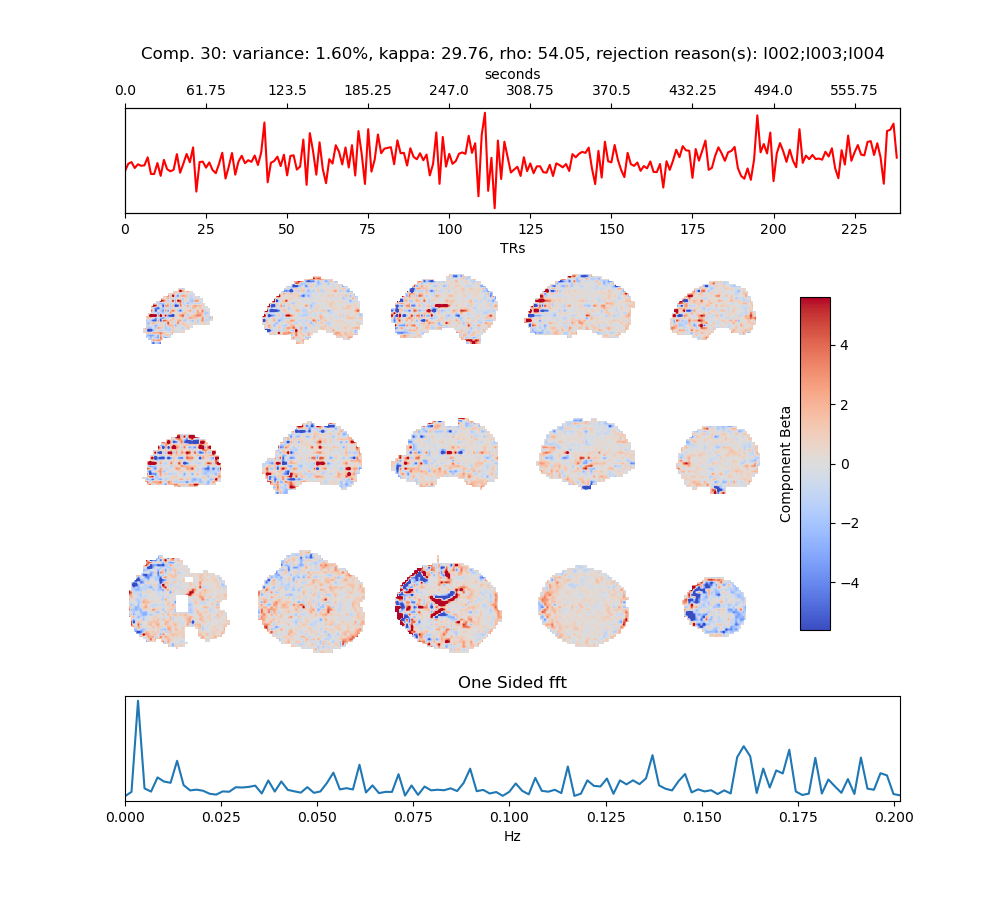 Comp. 30: variance: 1.60%, kappa: 29.76, rho: 54.05, rejection reason(s): I002;I003;I004
seconds
0.0 61.75 123.5 185.25 247.0 308.75 370.5 432.25 494.0 555.75
0 25 50 75 100 125 150 175 200 225
TRs
4
2
0
−2
−4
Component Beta
One Sided fft
0.000 0.025 0.050 0.075 0.100 0.125 0.150 0.175 0.200
Hz